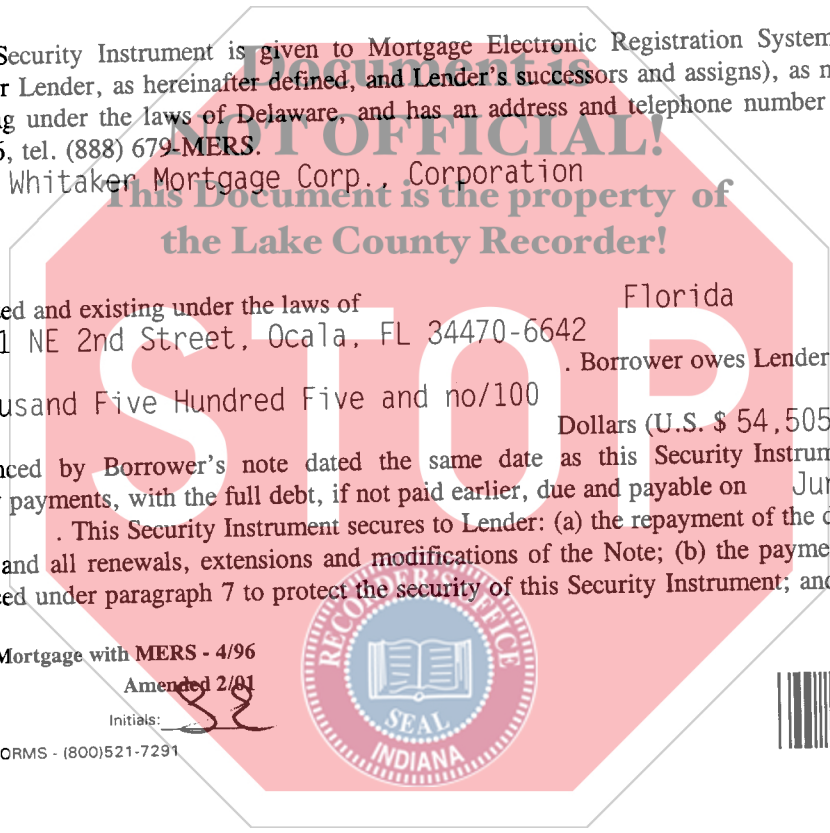 Security Instrument is given to Mortgage Electronic Registration System
r Lender, as hereinafter defined, and Lender's successors and assigns), as n
g under the laws of Delaware, and has an address and telephone number
6, tel. (888) 679-MERS.
Whitaker Mortgage Corp., Corporation
Document is
NOT OFFICIAL!
This Document is the property of
the Lake County Recorder!
ed and existing under the laws of Florida
1 NE 2nd Street, Ocala, FL 34470-6642
. Borrower owes Lender
usand Five Hundred Five and no/100
Dollars (U.S. $ 54,505
nced by Borrower's note dated the same date as this Security Instrum
payments, with the full debt, if not paid earlier, due and payable on Jun
. This Security Instrument secures to Lender: (a) the repayment of the d
and all renewals, extensions and modifications of the Note; (b) the payme
ed under paragraph 7 to protect the security of this Security Instrument; and
STOP
Mortgage with MERS - 4/96
Amended 2/01
Initials:
ORMS - (800)521-7291
RECORDER'S OFFICE
SEAL
INDIANA